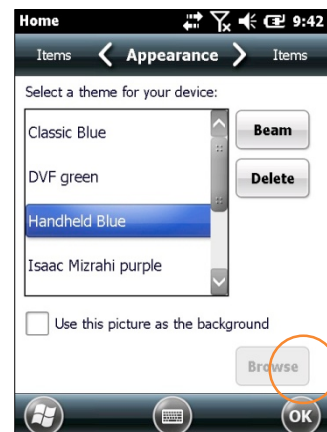 Home 9:42
Items Appearance Items
Select a theme for your device:
Classic Blue
Beam
DVF green
Delete
Handheld Blue
Isaac Mizrahi purple
Use this picture as the background
Browse
OK